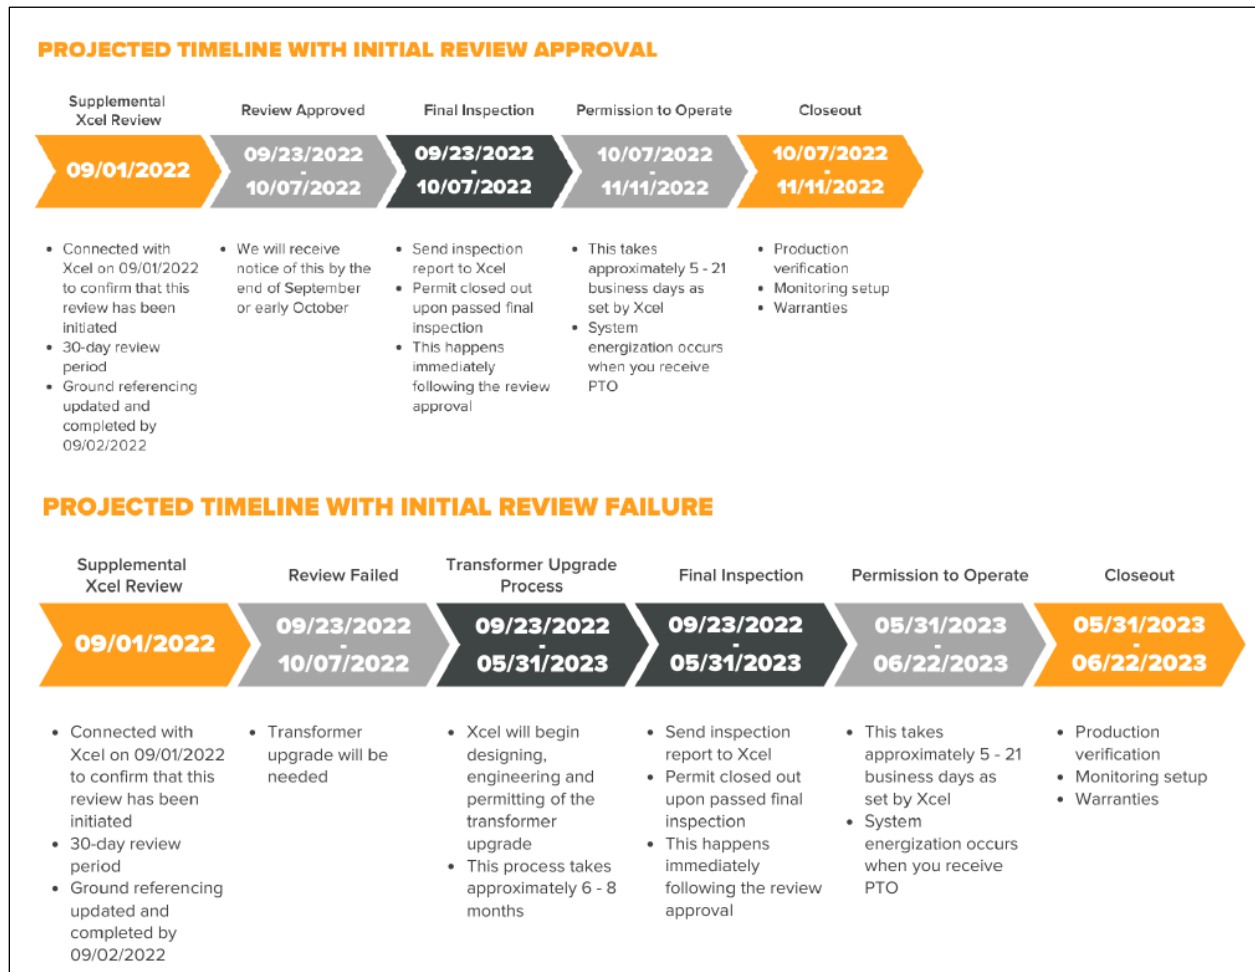 PROJECTED TIMELINE WITH INITIAL REVIEW APPROVAL
Supplemental
Xcel Review
09/01/2022
• Connected with
Xcel on 09/01/2022
to confirm that this
review has been
initiated
• 30-day review
period
• Ground referencing
updated and
completed by
09/02/2022
Review Approved
09/23/2022
-
10/07/2022
• We will receive
notice of this by the
end of September
or early October
Final Inspection
09/23/2022
-
10/07/2022
• Send inspection
report to Xcel
• Permit closed out
upon passed final
inspection
• This happens
immediately
following the review
approval
Permission to Operate
10/07/2022
-
11/11/2022
• This takes
approximately 5 - 21
business days as
set by Xcel
• System
energization occurs
when you receive
PTO
Closeout
10/07/2022
-
11/11/2022
• Production
verification
• Monitoring setup
• Warranties
PROJECTED TIMELINE WITH INITIAL REVIEW FAILURE
Supplemental
Xcel Review
09/01/2022
• Connected with
Xcel on 09/01/2022
to confirm that this
review has been
initiated
• 30-day review
period
• Ground referencing
updated and
completed by
09/02/2022
Review Failed
09/23/2022
-
10/07/2022
• Transformer
upgrade will be
needed
Transformer Upgrade
Process
09/23/2022
-
05/31/2023
• Xcel will begin
designing,
engineering and
permitting of the
transformer
upgrade
• This process takes
approximately 6 - 8
months
Final Inspection
09/23/2022
-
05/31/2023
• Send inspection
report to Xcel
• Permit closed out
upon passed final
inspection
• This happens
immediately
following the review
approval
Permission to Operate
05/31/2023
-
06/22/2023
• This takes
approximately 5 - 21
business days as
set by Xcel
• System
energization occurs
when you receive
PTO
Closeout
05/31/2023
-
06/22/2023
• Production
verification
• Monitoring setup
• Warranties